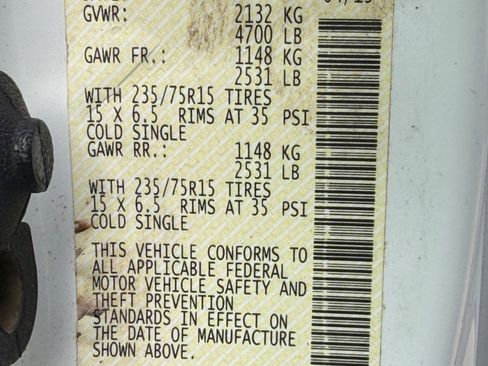 GVWR: 2132 KG
4700 LB
GAWR FR.: 1148 KG
2531 LB
WITH 235/75R15 TIRES
15 X 6.5 RIMS AT 35 PSI
COLD SINGLE
GAWR RR.: 1148 KG
2531 LB
WITH 235/75R15 TIRES
15 X 6.5 RIMS AT 35 PSI
COLD SINGLE
THIS VEHICLE CONFORMS TO
ALL APPLICABLE FEDERAL
MOTOR VEHICLE SAFETY AND
THEFT PREVENTION
STANDARDS IN EFFECT ON
THE DATE OF MANUFACTURE
SHOWN ABOVE.